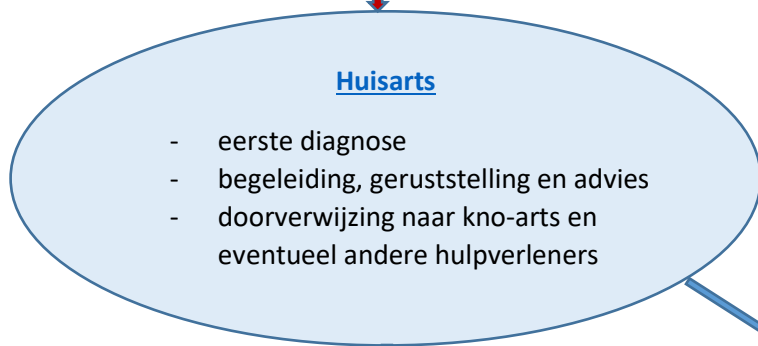 Huisarts
- eerste diagnose
- begeleiding, geruststelling en advies
- doorverwijzing naar kno-arts en
eventueel andere hulpverleners